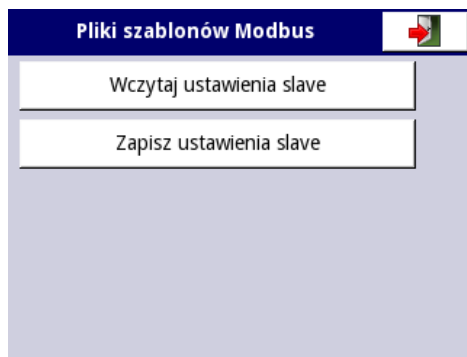 Pliki szablonów Modbus
Wczytaj ustawienia slave
Zapisz ustawienia slave